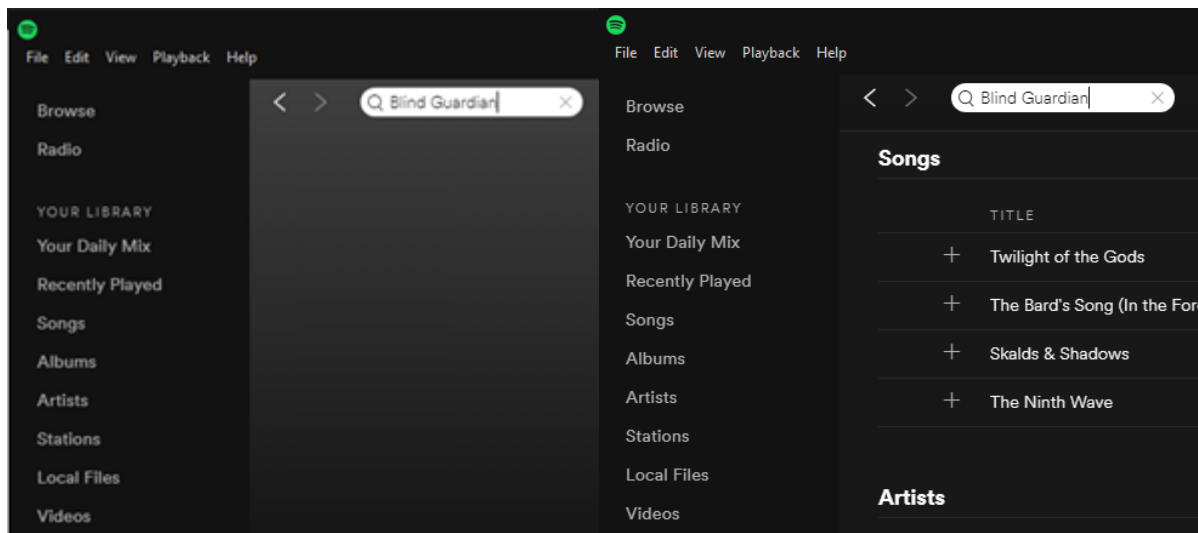 File Edit View Playback Help
Blind Guardian
Browse
Radio
YOUR LIBRARY
Your Daily Mix
Recently Played
Songs
Albums
Artists
Stations
Local Files
Videos
File Edit View Playback Help
Blind Guardian
Browse
Radio
YOUR LIBRARY
Your Daily Mix
Recently Played
Songs
Albums
Artists
Stations
Local Files
Videos
Songs
TITLE
Twilight of the Gods
The Bard's Song (In the For
Skalds & Shadows
The Ninth Wave
Artists